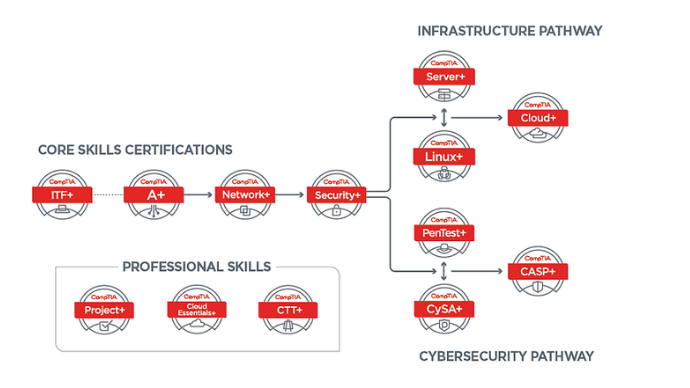 INFRASTRUCTURE PATHWAY
CompTIA
Server+
CompTIA
Cloud+
CompTIA
Linux+
CORE SKILLS CERTIFICATIONS
CompTIA
ITF+
CompTIA
A+
CompTIA
Network+
CompTIA
Security+
CompTIA
PenTest+
CompTIA
CASP+
CompTIA
CySA+
PROFESSIONAL SKILLS
CompTIA
Project+
CompTIA
Cloud
Essentials+
CompTIA
CTT+
CYBERSECURITY PATHWAY